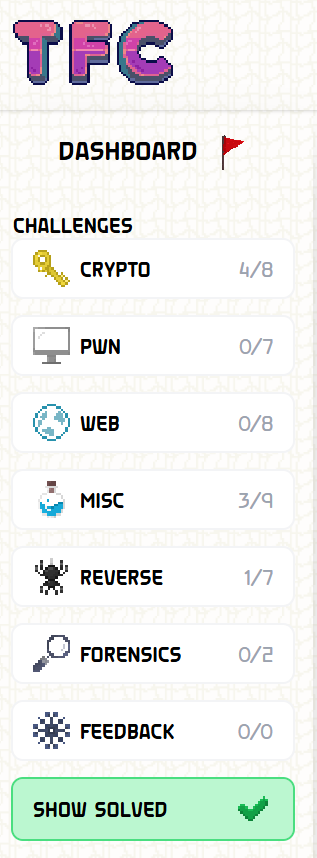 TFC
DASHBOARD
CHALLENGES
CRYPTO 4/8
PWN 0/7
WEB 0/8
MISC 3/9
REVERSE 1/7
FORENSICS 0/2
FEEDBACK 0/0
SHOW SOLVED